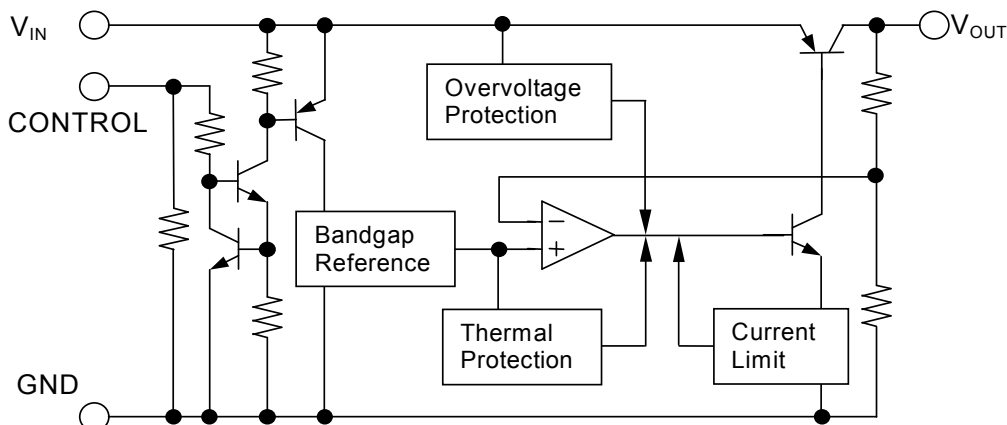 V_IN
V_OUT
CONTROL
Overvoltage
Protection
Bandgap
Reference
−
+
Thermal
Protection
Current
Limit
GND